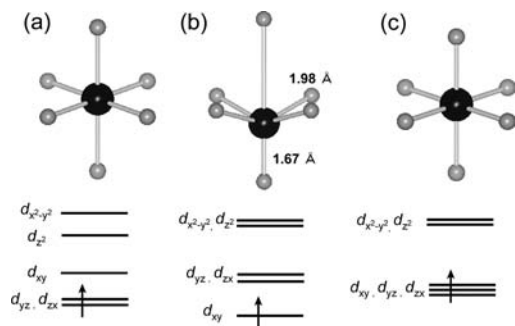 (a) (b) (c)
1.98 Å
1.67 Å
dx²-y²
dz²
dxy
dyz , dzx
dx²-y², dz²
dyz, dzx
dxy
dx²-y², dz²
dxy , dyz , dzx